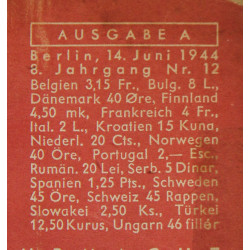 AUSGABE A
Berlin, 14. Juni 1944
8. Jahrgang Nr. 12
Belgien 3,15 Fr., Bulg 8 L.,
Dänemark 40 Öre, Finnland
4,50 mk, Frankreich 4 Fr.,
Ital. 2 L., Kroatien 15 Kuna,
Niederl. 20 Cts., Norwegen
40 Öre, Portugal 2,— Esc.,
Rumän. 20 Lei, Serb. 5 Dinar,
Spanien 1,25 Pts., Schweden
45 Öre, Schweiz 45 Rappen,
Slowakei 2,50 Ks., Türkei
12,50 Kurus, Ungarn 46 fillér